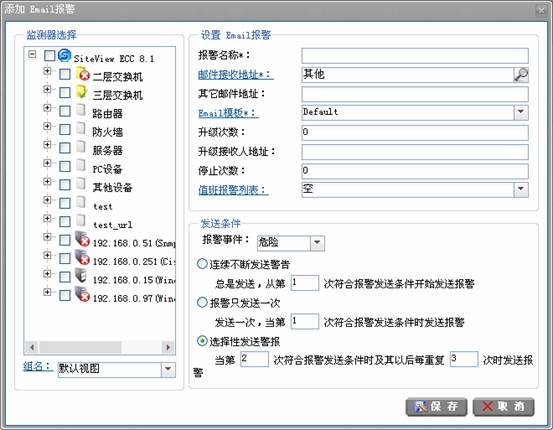 添加 Email报警
监测器选择
SiteView ECC 8.1
二层交换机
三层交换机
路由器
防火墙
服务器
PC设备
其他设备
test
test_url
192.168.0.51(Snmp
192.168.0.251(Cis
192.168.0.15(Wind
192.168.0.97(Wind
组名： 默认视图
设置 Email报警
报警名称*：
邮件接收地址*： 其他
其它邮件地址：
Email模板*： Default
升级次数： 0
升级接收人地址：
停止次数： 0
值班报警列表： 空
发送条件
报警事件： 危险
连续不断发送警告
总是发送，从第 1 次符合报警发送条件开始发送报警
报警只发送一次
发送一次，当第 1 次符合报警发送条件时发送报警
选择性发送警报
当第 2 次符合报警发送条件时及其以后每重复 3 次时发送报
警
保存 取消